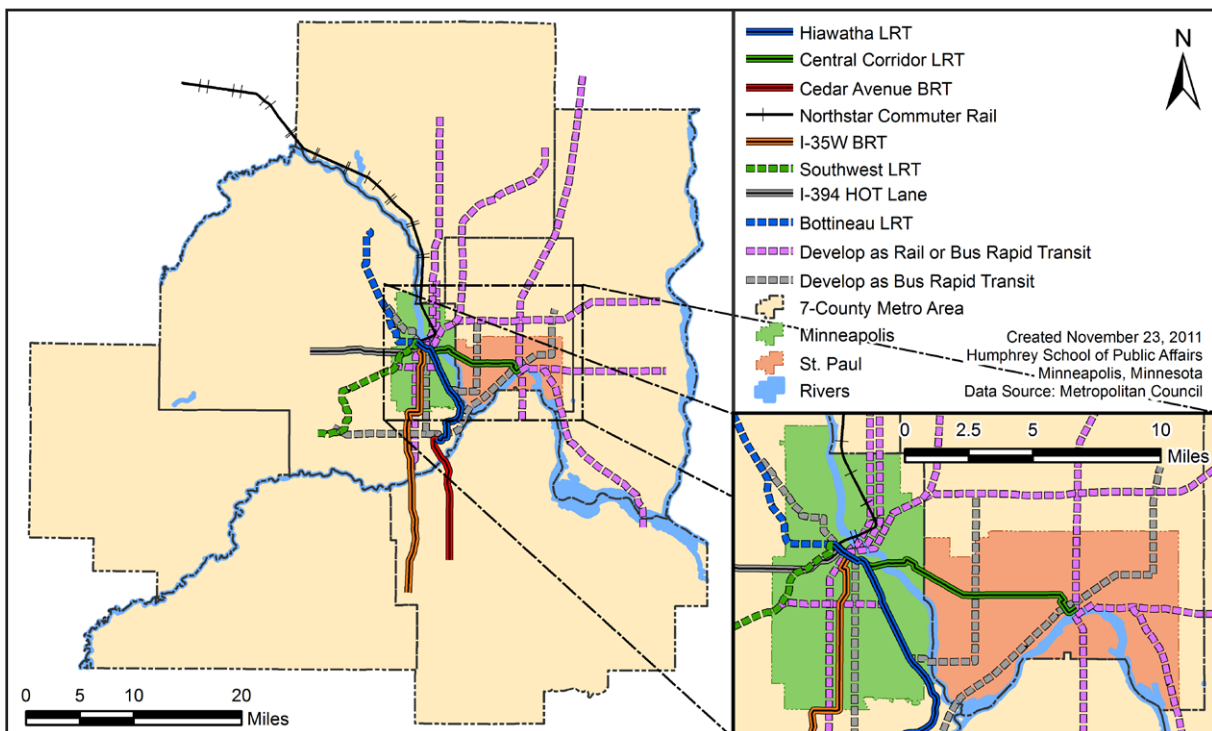 Hiawatha LRT
Central Corridor LRT
Cedar Avenue BRT
Northstar Commuter Rail
I-35W BRT
Southwest LRT
I-394 HOT Lane
Bottineau LRT
Develop as Rail or Bus Rapid Transit
Develop as Bus Rapid Transit
7-County Metro Area
Minneapolis
St. Paul
Rivers
N
Created November 23, 2011
Humphrey School of Public Affairs
Minneapolis, Minnesota
Data Source: Metropolitan Council
0 2.5 5 10
Miles
0 5 10 20
Miles